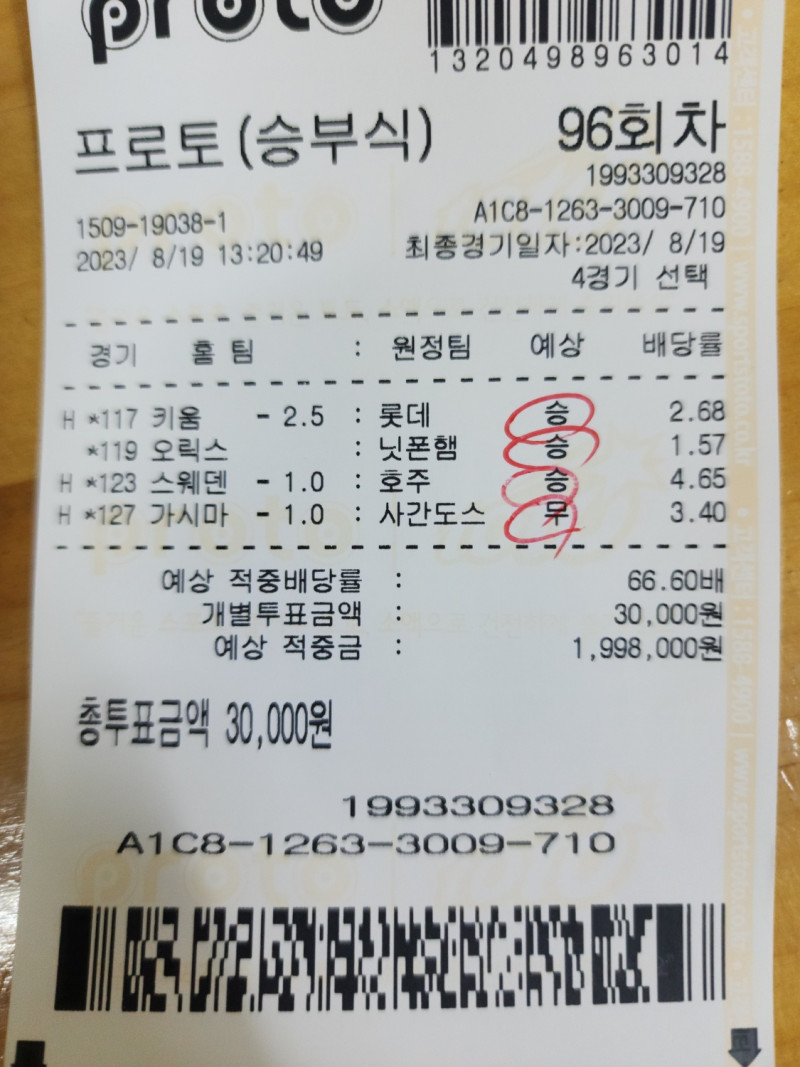 proto
1320498963014
프로토(승부식) 96회차
1993309328
1509-19038-1 A1C8-1263-3009-710
2023/ 8/19 13:20:49 최종경기일자:2023/ 8/19
4경기 선택
경기 홈 팀 : 원정팀 예상 배당률
H *117 키움 - 2.5 : 롯데 승 2.68
*119 오릭스 : 닛폰햄 승 1.57
H *123 스웨덴 - 1.0 : 호주 승 4.65
H *127 가시마 - 1.0 : 사간도스 무 3.40
예상 적중배당률 : 66.60배
개별투표금액 : 30,000원
예상 적중금 : 1,998,000원
총투표금액 30,000원
1993309328
A1C8-1263-3009-710